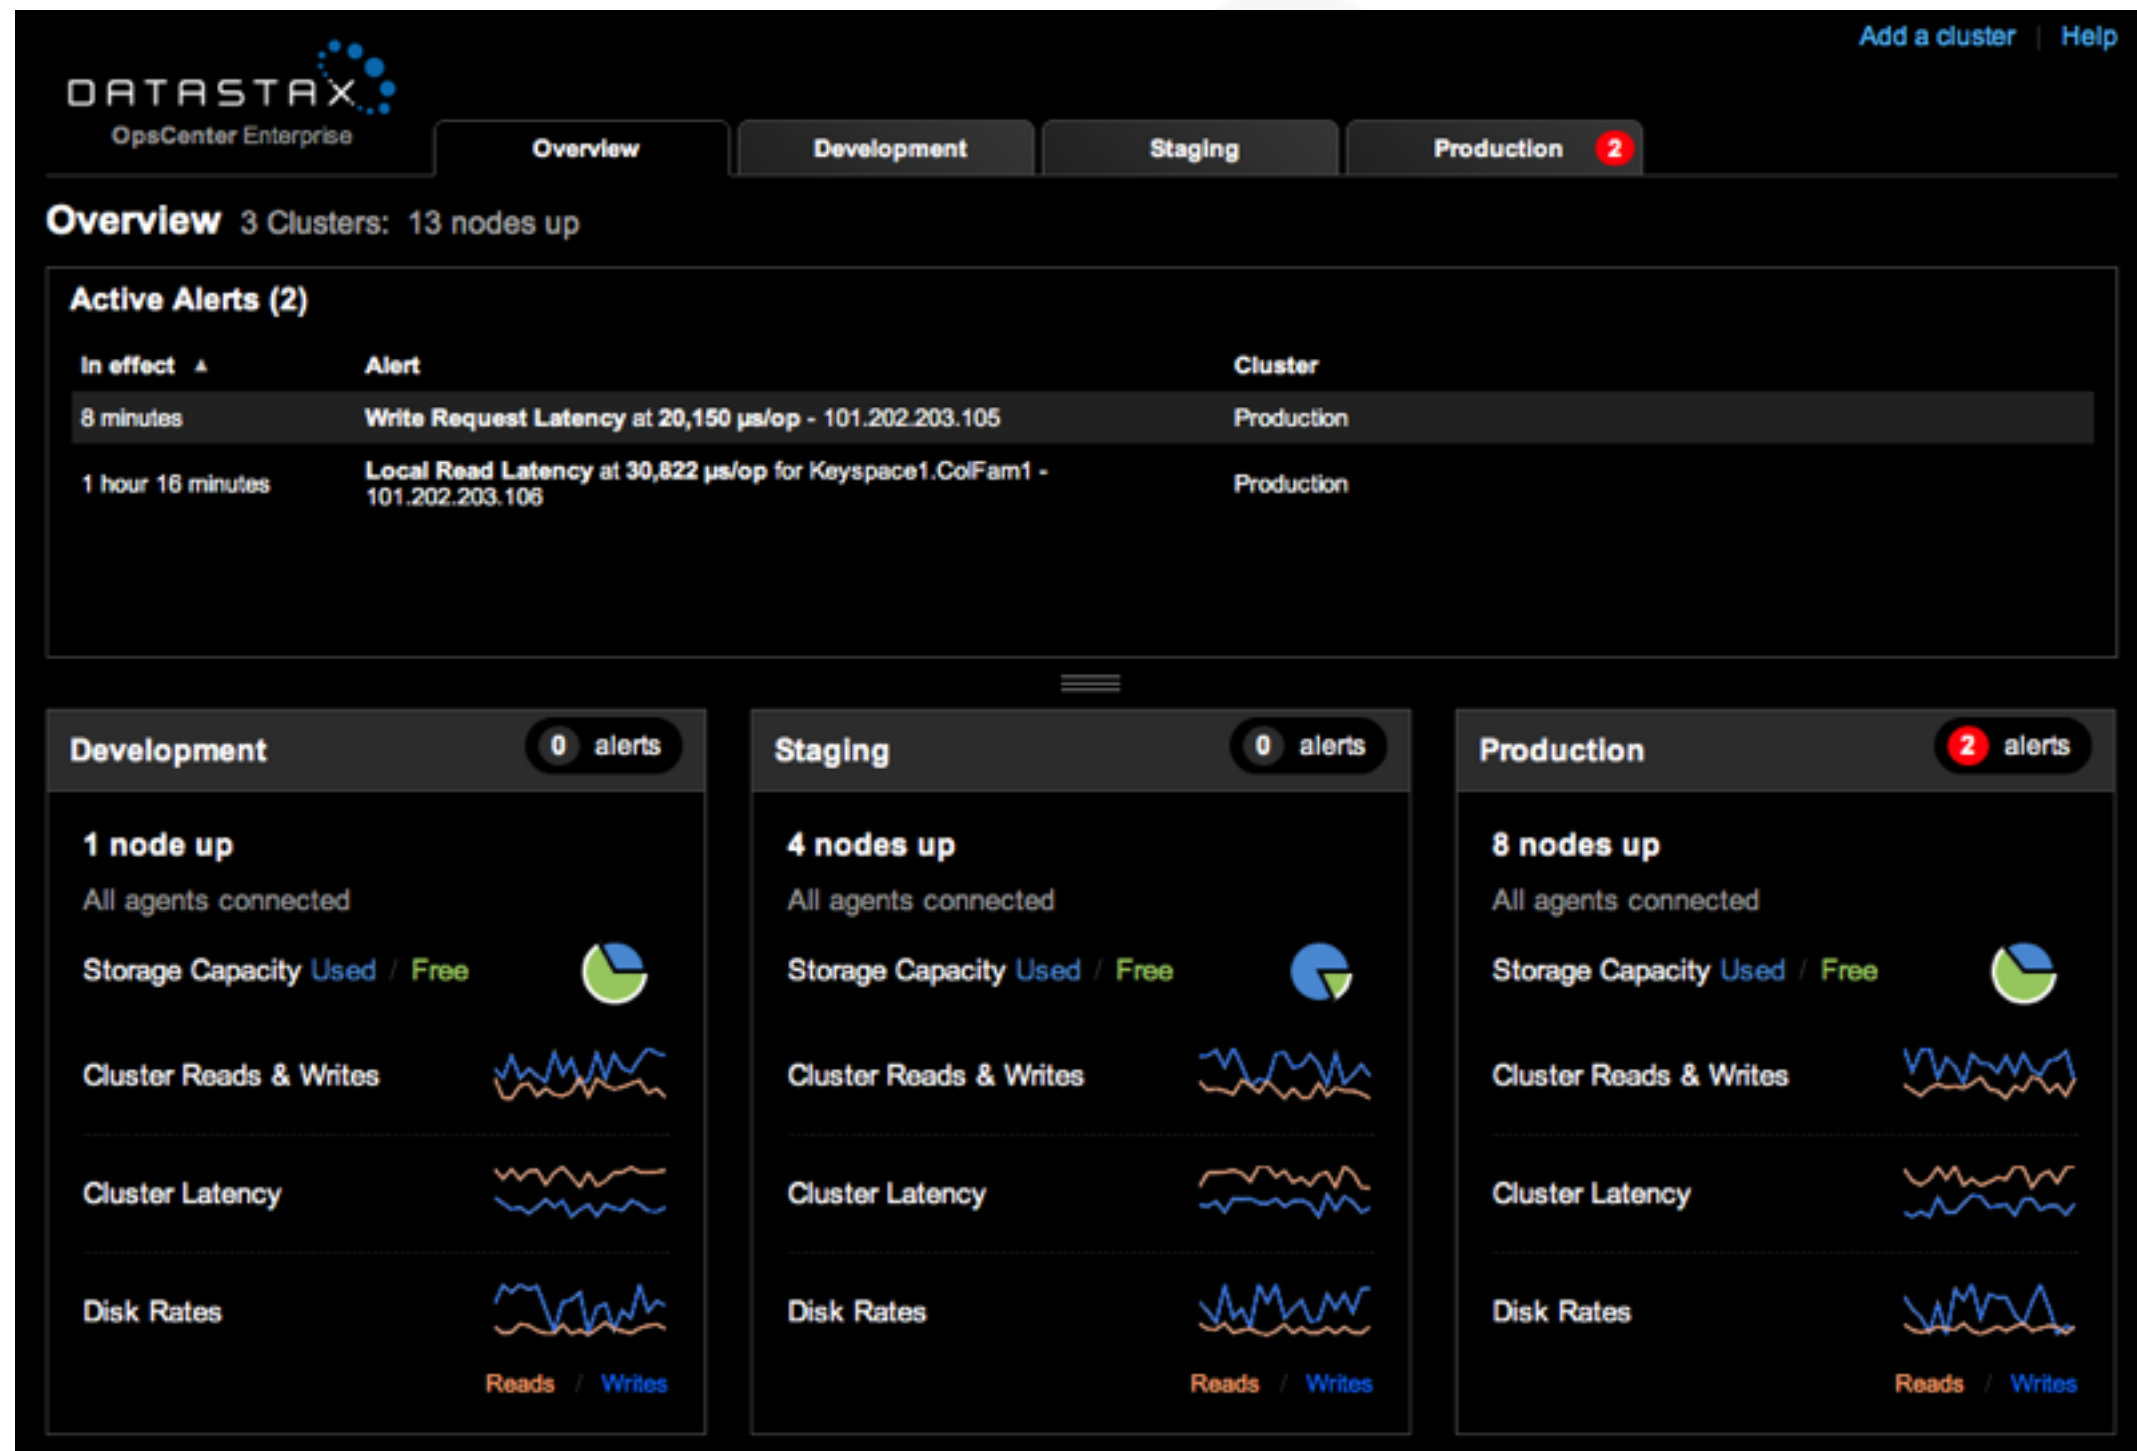 Add a cluster | Help
DATASTAX
OpsCenter Enterprise
Overview Development Staging Production 2
Overview 3 Clusters: 13 nodes up
Active Alerts (2)
In effect ▲ Alert Cluster
8 minutes Write Request Latency at 20,150 µs/op - 101.202.203.105 Production
1 hour 16 minutes Local Read Latency at 30,822 µs/op for Keyspace1.ColFam1 - Production
101.202.203.106
Development 0 alerts
1 node up
All agents connected
Storage Capacity Used / Free
Cluster Reads & Writes
Cluster Latency
Disk Rates
Reads / Writes
Staging 0 alerts
4 nodes up
All agents connected
Storage Capacity Used / Free
Cluster Reads & Writes
Cluster Latency
Disk Rates
Reads / Writes
Production 2 alerts
8 nodes up
All agents connected
Storage Capacity Used / Free
Cluster Reads & Writes
Cluster Latency
Disk Rates
Reads / Writes